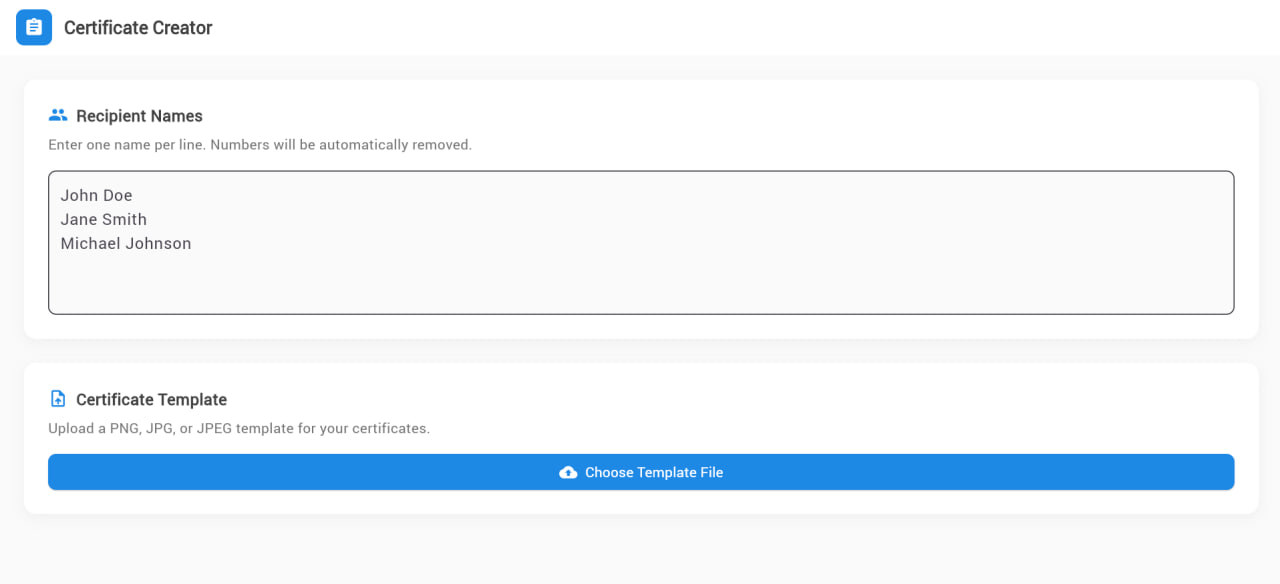 Certificate Creator
Recipient Names
Enter one name per line. Numbers will be automatically removed.
John Doe
Jane Smith
Michael Johnson
Certificate Template
Upload a PNG, JPG, or JPEG template for your certificates.
Choose Template File